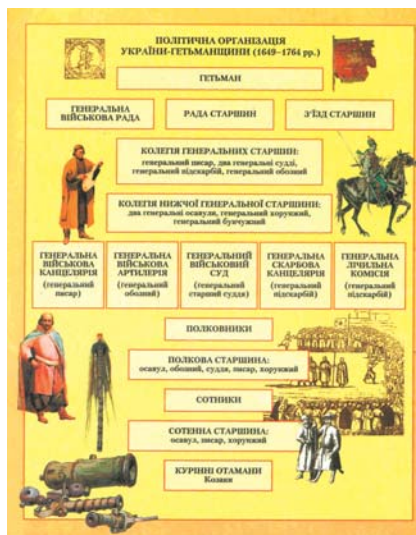 ПОЛІТИЧНА ОРГАНІЗАЦІЯ
УКРАЇНИ-ГЕТЬМАНЩИНИ (1649–1764 рр.)
ГЕТЬМАН
ГЕНЕРАЛЬНА
ВІЙСЬКОВА РАДА
РАДА СТАРШИН
З'ЇЗД СТАРШИН
КОЛЕГІЯ ГЕНЕРАЛЬНИХ СТАРШИН:
генеральний писар, два генеральні судді,
генеральний підскарбій, генеральний обозний
КОЛЕГІЯ НИЖЧОЇ ГЕНЕРАЛЬНОЇ СТАРШИНИ:
два генеральні осавули, генеральний хорунжий,
генеральний бунчужний
ГЕНЕРАЛЬНА
ВІЙСЬКОВА
КАНЦЕЛЯРІЯ
(генеральний
писар)
ГЕНЕРАЛЬНА
ВІЙСЬКОВА
АРТИЛЕРІЯ
(генеральний
обозний)
ГЕНЕРАЛЬНИЙ
ВІЙСЬКОВИЙ
СУД
(генеральний
старший суддя)
ГЕНЕРАЛЬНА
СКАРБОВА
КАНЦЕЛЯРІЯ
(генеральний
підскарбій)
ГЕНЕРАЛЬНА
ЛІЧИЛЬНА
КОМІСІЯ
(генеральний
підскарбій)
ПОЛКОВНИКИ
ПОЛКОВА СТАРШИНА:
осавул, обозний, суддя, писар, хорунжий
СОТНИКИ
СОТЕННА СТАРШИНА:
осавул, писар, хорунжий
КУРІННІ ОТАМАНИ
Козаки